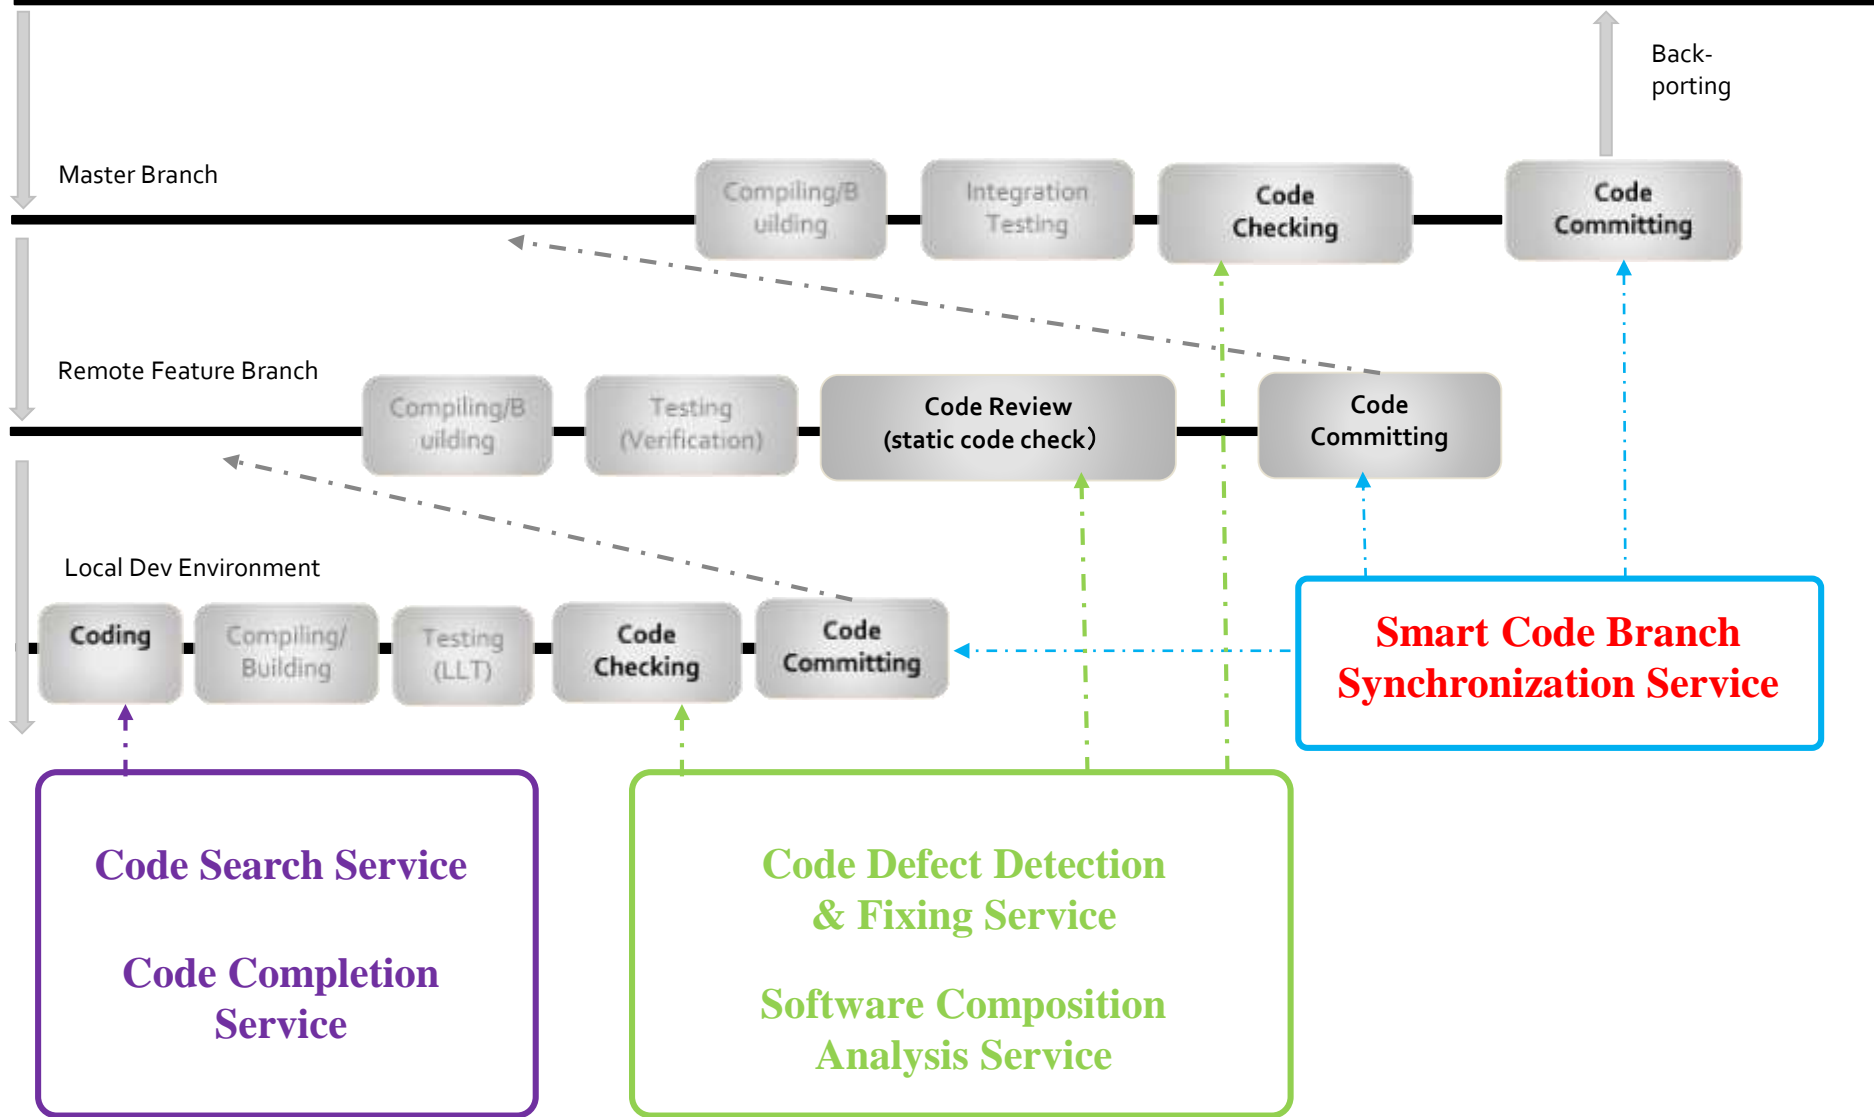 Back-
porting
Master Branch
Compiling/B
uilding
Integration
Testing
Code
Checking
Code
Committing
Remote Feature Branch
Compiling/B
uilding
Testing
(Verification)
Code Review
(static code check）
Code
Committing
Local Dev Environment
Coding
Compiling/
Building
Testing
(LLT)
Code
Checking
Code
Committing
Smart Code Branch
Synchronization Service
Code Search Service
Code Completion
Service
Code Defect Detection
& Fixing Service
Software Composition
Analysis Service